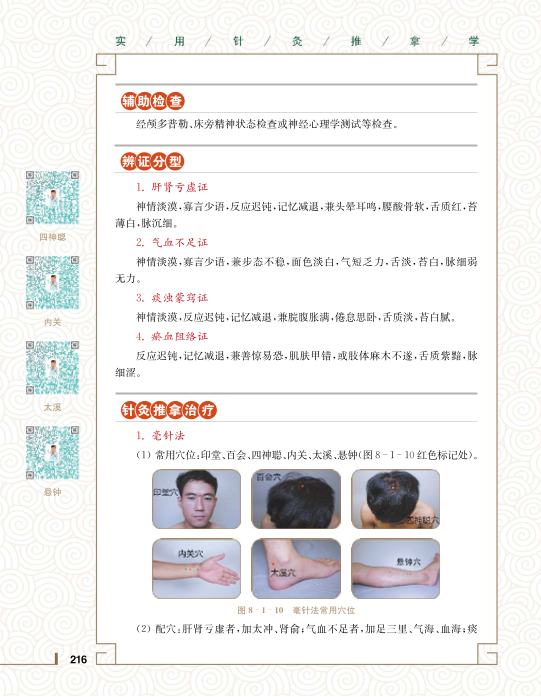 实 / 用 / 针 / 灸 / 推 / 拿 / 学
辅助检查
经颅多普勒、床旁精神状态检查或神经心理学测试等检查。
辨证分型
1. 肝肾亏虚证
神情淡漠,寡言少语,反应迟钝,记忆减退,兼头晕耳鸣,腰酸骨软,舌质红,苔
薄白,脉沉细。
2. 气血不足证
神情淡漠,寡言少语,兼步态不稳,面色淡白,气短乏力,舌淡,苔白,脉细弱
无力。
3. 痰浊蒙窍证
神情淡漠,反应迟钝,记忆减退,兼脘腹胀满,倦怠思卧,舌质淡,苔白腻。
4. 瘀血阻络证
反应迟钝,记忆减退,兼善惊易恐,肌肤甲错,或肢体麻木不遂,舌质紫黯,脉
细涩。
针灸推拿治疗
1. 毫针法
(1) 常用穴位:印堂、百会、四神聪、内关、太溪、悬钟(图8-1-10红色标记处)。
印堂穴
百会穴
四神聪穴
内关穴
太溪穴
悬钟穴
图 8-1-10 毫针法常用穴位
(2) 配穴:肝肾亏虚者,加太冲、肾俞;气血不足者,加足三里、气海、血海;痰
四神聪
内关
太溪
悬钟
216